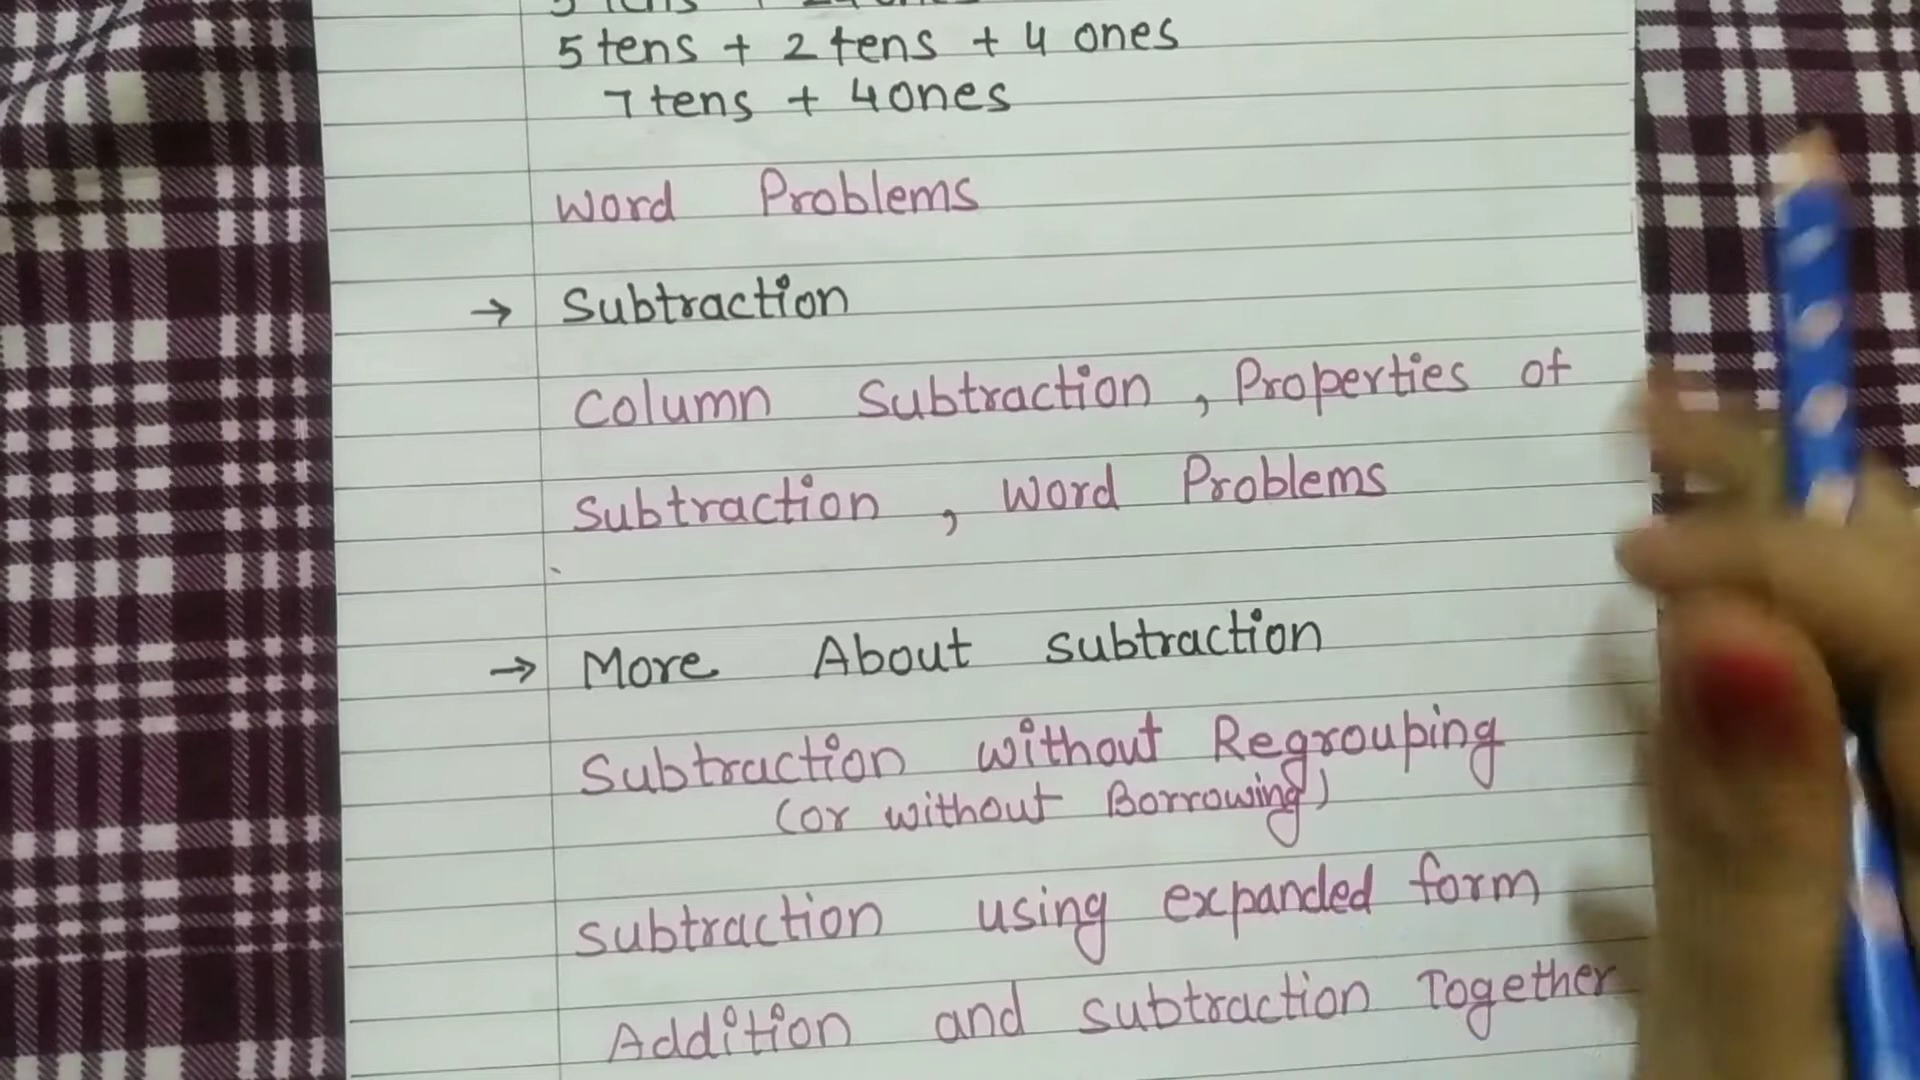 5 tens + 2 tens + 4 ones
7 tens + 4 ones
Word Problems
→ Subtraction
Column Subtraction, Properties of
Subtraction, Word Problems
→ More About subtraction
Subtraction without Regrouping
(or without Borrowing)
subtraction using expanded form
Addition and subtraction Together